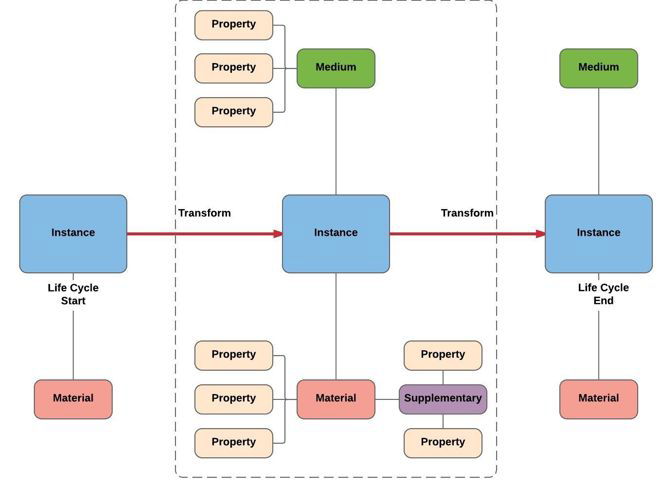 Property
Property
Medium
Medium
Property
Transform
Transform
Instance
Instance
Instance
Life Cycle
Start
Life Cycle
End
Property
Property
Material
Property
Material
Supplementary
Material
Property
Property